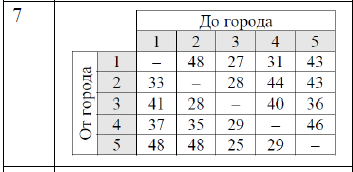 7
До города
1 2 3 4 5
От города
1 – 48 27 31 43
2 33 – 28 44 43
3 41 28 – 40 36
4 37 35 29 – 46
5 48 48 25 29 –